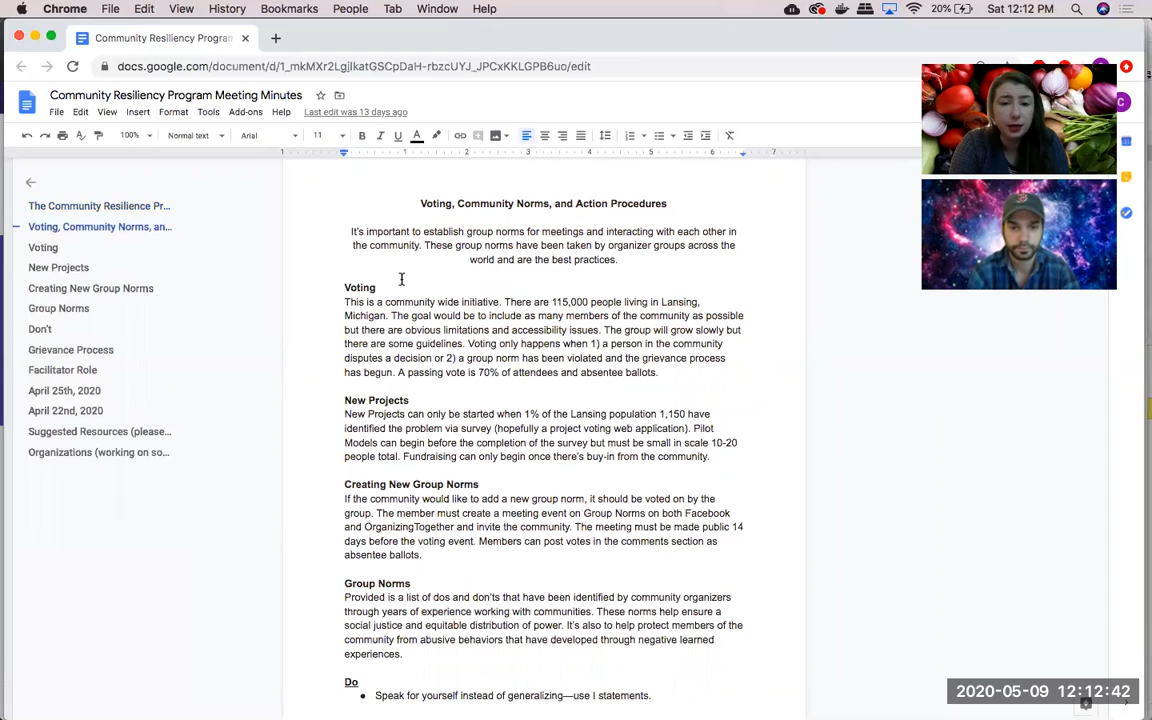 Chrome File Edit View History Bookmarks People Tab Window Help 20% Sat 12:12 PM
Community Resiliency Program
docs.google.com/document/d/1_mkMXr2LgjIkatGSCpDaH-rbzcUYJ_JPCxKKLGPB6uo/edit
Community Resiliency Program Meeting Minutes
File Edit View Insert Format Tools Add-ons Help Last edit was 13 days ago
100% Normal text Arial 11
1 1 2 3 4 5 6 7
C
The Community Resilience Pr...
Voting, Community Norms, an...
Voting
New Projects
Creating New Group Norms
Group Norms
Don't
Grievance Process
Facilitator Role
April 25th, 2020
April 22nd, 2020
Suggested Resources (please...
Organizations (working on so...
Voting, Community Norms, and Action Procedures
It's important to establish group norms for meetings and interacting with each other in
the community. These group norms have been taken by organizer groups across the
world and are the best practices.
Voting
This is a community wide initiative. There are 115,000 people living in Lansing,
Michigan. The goal would be to include as many members of the community as possible
but there are obvious limitations and accessibility issues. The group will grow slowly but
there are some guidelines. Voting only happens when 1) a person in the community
disputes a decision or 2) a group norm has been violated and the grievance process
has begun. A passing vote is 70% of attendees and absentee ballots.
New Projects
New Projects can only be started when 1% of the Lansing population 1,150 have
identified the problem via survey (hopefully a project voting web application). Pilot
Models can begin before the completion of the survey but must be small in scale 10-20
people total. Fundraising can only begin once there's buy-in from the community.
Creating New Group Norms
If the community would like to add a new group norm, it should be voted on by the
group. The member must create a meeting event on Group Norms on both Facebook
and OrganizingTogether and invite the community. The meeting must be made public 14
days before the voting event. Members can post votes in the comments section as
absentee ballots.
Group Norms
Provided is a list of dos and don'ts that have been identified by community organizers
through years of experience working with communities. These norms help ensure a
social justice and equitable distribution of power. It's also to help protect members of the
community from abusive behaviors that have developed through negative learned
experiences.
Do
● Speak for yourself instead of generalizing—use I statements.
2020-05-09 12:12:42